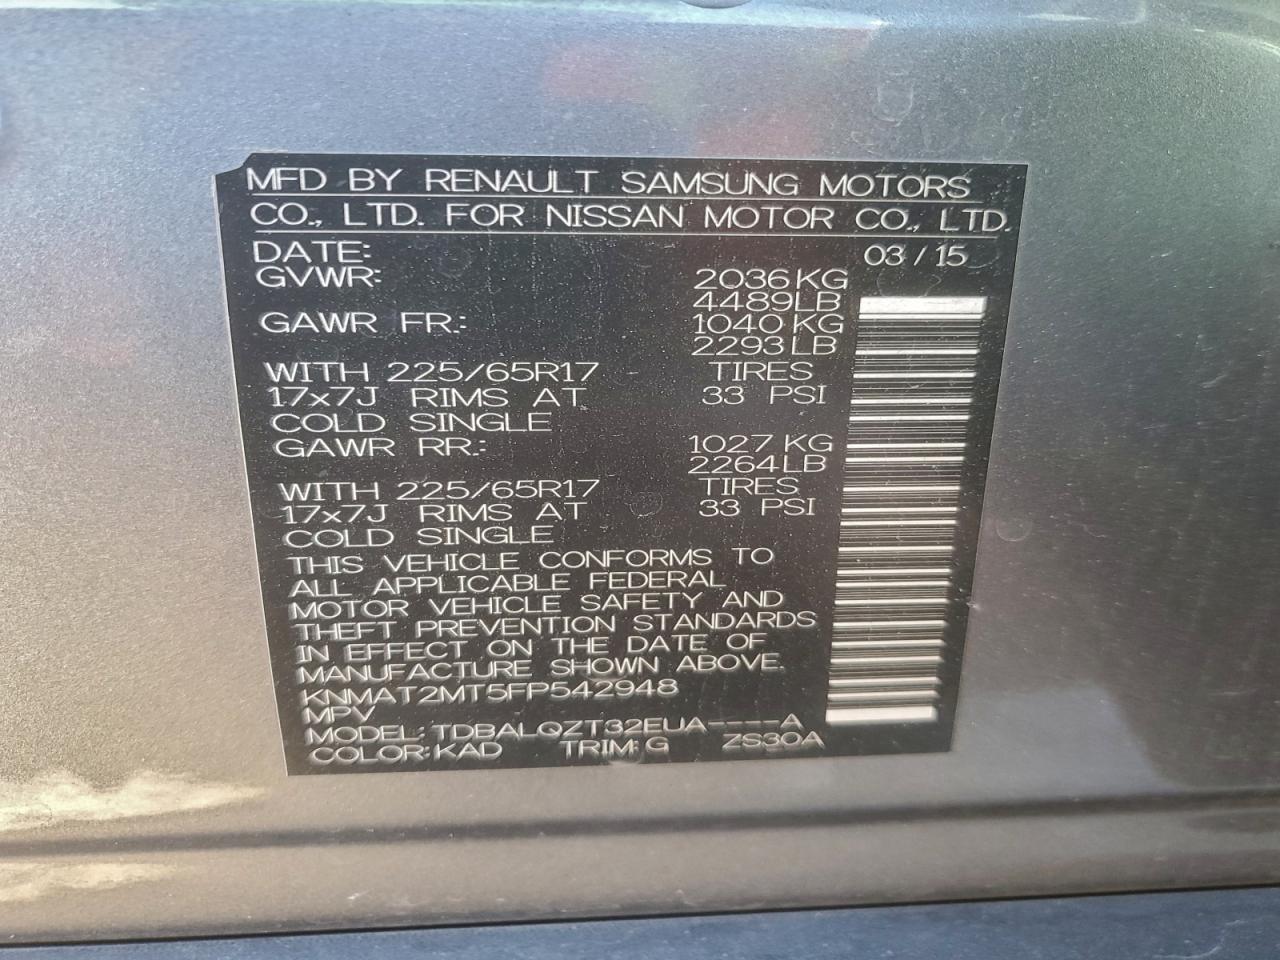 MFD BY RENAULT SAMSUNG MOTORS
CO., LTD. FOR NISSAN MOTOR CO., LTD.
DATE: 03 / 15
GVWR: 2036 KG
4489LB
GAWR FR.: 1040 KG
2293 LB
WITH 225/65R17 TIRES
17x7J RIMS AT 33 PSI
COLD SINGLE
GAWR RR.: 1027 KG
2264LB
WITH 225/65R17 TIRES
17x7J RIMS AT 33 PSI
COLD SINGLE
THIS VEHICLE CONFORMS TO
ALL APPLICABLE FEDERAL
MOTOR VEHICLE SAFETY AND
THEFT PREVENTION STANDARDS
IN EFFECT ON THE DATE OF
MANUFACTURE SHOWN ABOVE.
KNMAT2MT5FP542948
MPV
MODEL: TDBALQZT32EUA----A
COLOR:KAD TRIM:G ZS30A